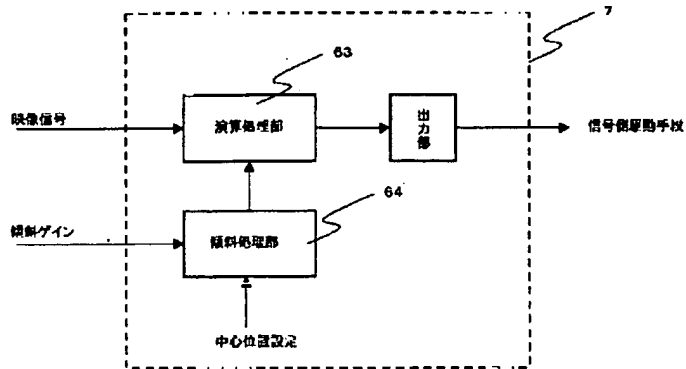 7
63
映像信号
演算処理部
出力部
信号側駆動手段
64
傾斜ゲイン
傾斜処理部
中心位置設定